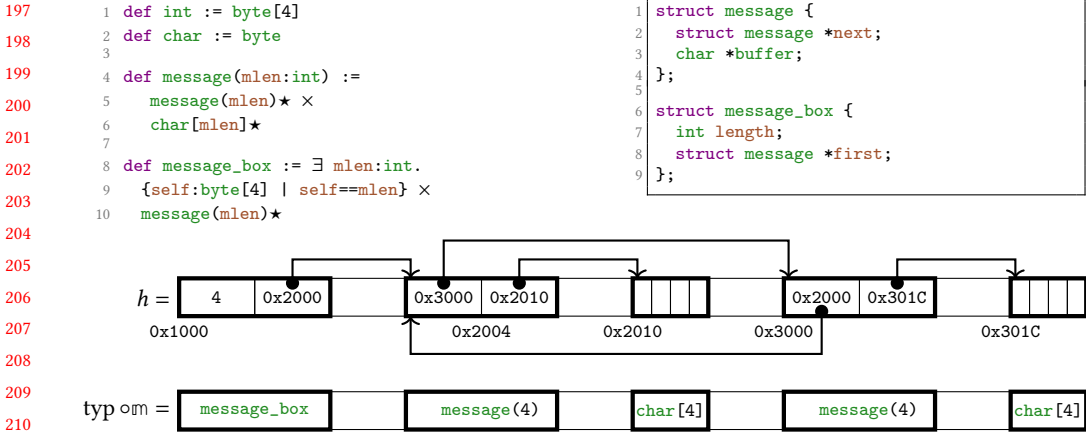 197
198
199
200
201
202
203
204
205
206
207
208
209
210
1 def int := byte[4]
2 def char := byte
3
4 def message(mlen:int) :=
5 message(mlen)★ ×
6 char[mlen]★
7
8 def message_box := ∃ mlen:int.
9 {self:byte[4] | self==mlen} ×
10 message(mlen)★
1 struct message {
2 struct message *next;
3 char *buffer;
4 };
5
6 struct message_box {
7 int length;
8 struct message *first;
9 };
h = 4 0x2000 0x3000 0x2010 0x2000 0x301C
0x1000 0x2004 0x2010 0x3000 0x301C
typ∘𝕞 = message_box message(4) char[4] message(4) char[4]